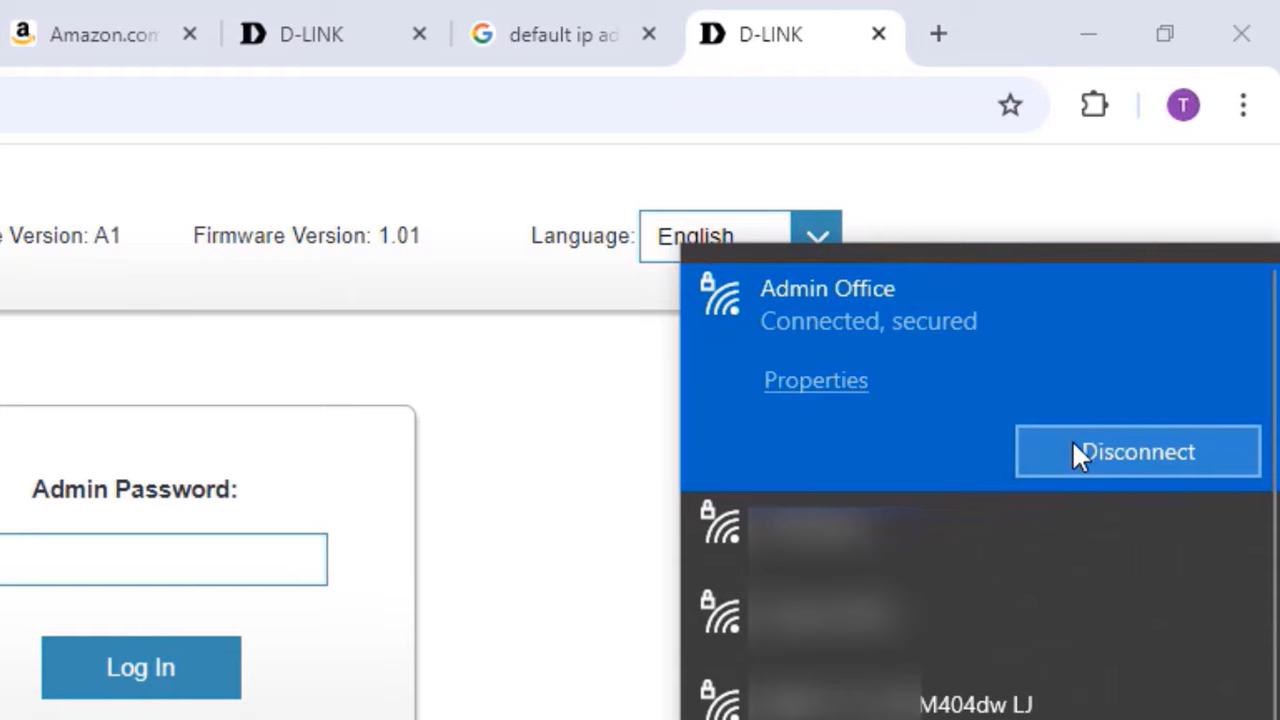 Amazon.com
D-LINK
default ip ad
D-LINK
T
e Version: A1
Firmware Version: 1.01
Language:
English
Admin Office
Connected, secured
Properties
Disconnect
Admin Password:
Log In
M404dw LJ